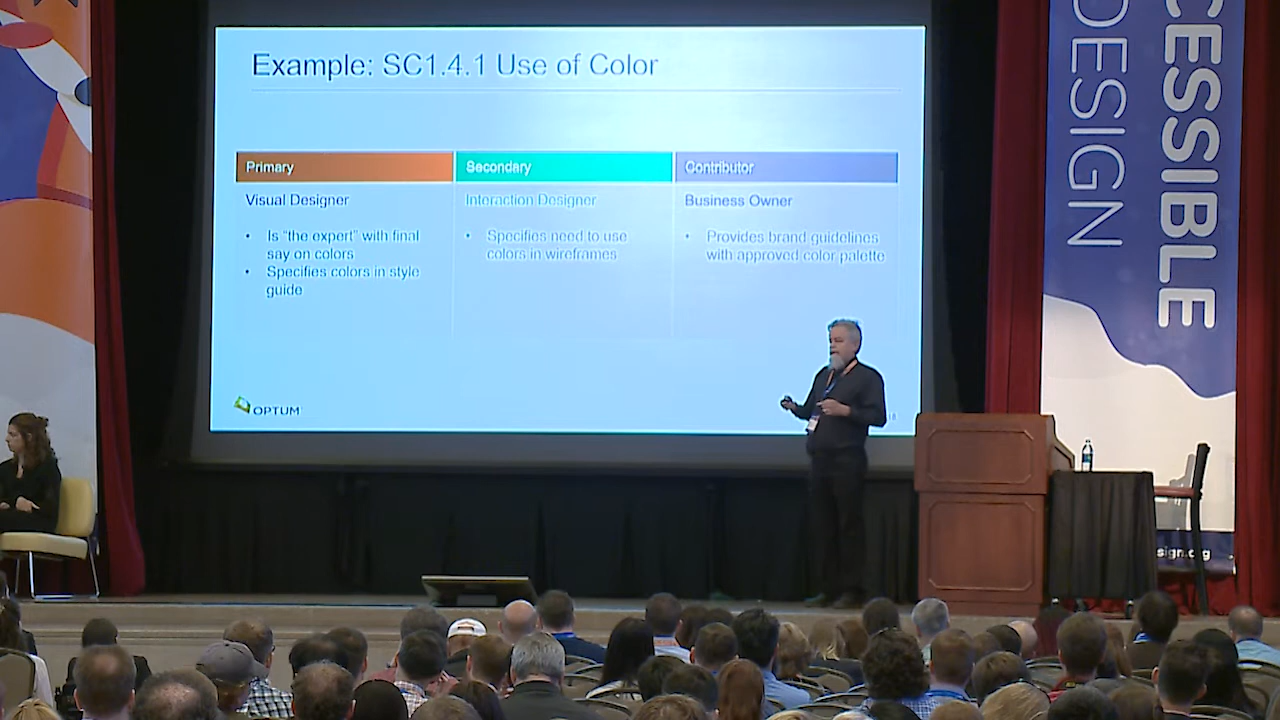 Example: SC1.4.1 Use of Color
Primary
Secondary
Contributor
Visual Designer
• Is “the expert” with final
say on colors
• Specifies colors in style
guide
Interaction Designer
• Specifies need to use
colors in wireframes
Business Owner
• Provides brand guidelines
with approved color palette
OPTUM
18
CESSIBLE
DESIGN
sign.org